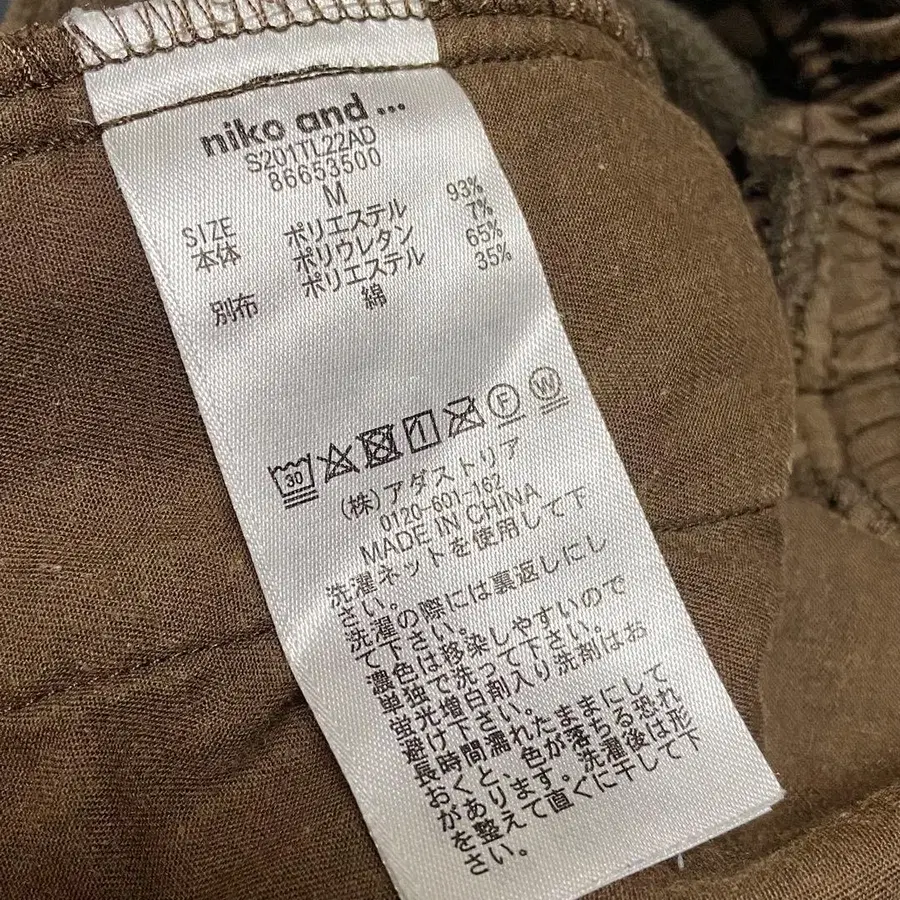 niko and ...
S201TL22AD
86653500
SIZE M
本体 ポリエステル 93%
ポリウレタン 7%
別布 ポリエステル 65%
綿 35%
30
F
W
(株)アダストリア
0120-601-162
MADE IN CHINA
洗濯ネットを使用して下
さい。
洗濯の際には裏返しにし
て下さい。
濃色は移染しやすいので
単独で洗って下さい。
蛍光増白剤入り洗剤はお
避け下さい。
長時間濡れたままにして
おくと、色が落ちる恐れ
があります。洗濯後は形
を整えて直ぐに干して下
さい。